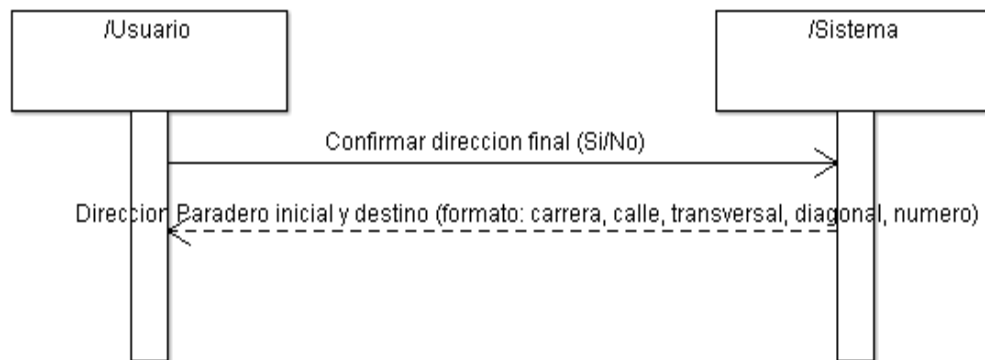 /Usuario
/Sistema
Confirmar direccion final (Si/No)
Direccion Paradero inicial y destino (formato: carrera, calle, transversal, diagonal, numero)